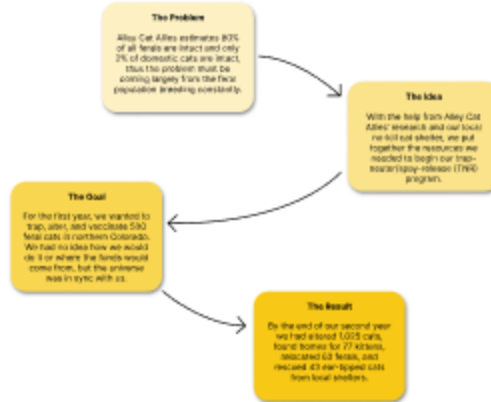 The Problem
Alley Cat Allies estimates 80%
of all ferals are intact and only
2% of domestic cats are intact,
thus the problem must be
coming largely from the feral
population breeding constantly.
The Idea
With the help from Alley Cat
Allies' research and our local
no-kill cat shelter, we put
together the resources we
needed to begin our trap-
neuter/spay-release (TNR)
program.
The Goal
For the first year, we wanted to
trap, alter, and vaccinate 500
feral cats in northern Colorado.
We had no idea how we would
do it or where the funds would
come from, but the universe
was in sync with us.
The Result
By the end of our second year
we had altered cats,
found homes for 77 kittens,
relocated ferals, and
rescued 43 ear-tipped cats
from local shelters.